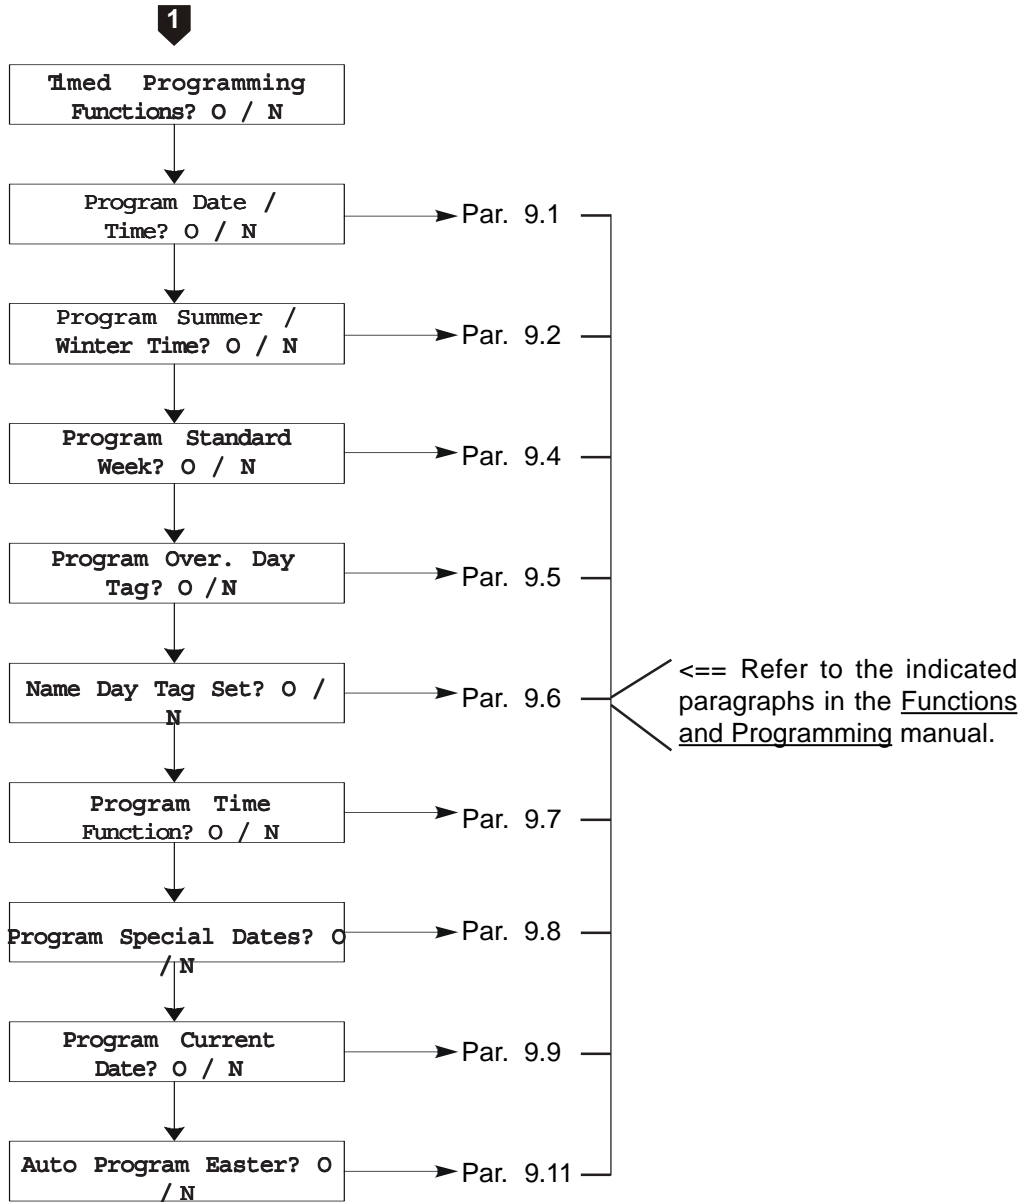 1
Timed Programming
Functions? O / N
Program Date /
Time? O / N
Par. 9.1
Program Summer /
Winter Time? O / N
Par. 9.2
Program Standard
Week? O / N
Par. 9.4
Program Over. Day
Tag? O / N
Par. 9.5
Name Day Tag Set? O /
N
Par. 9.6
<== Refer to the indicated
paragraphs in the Functions
and Programming manual.
Program Time
Function? O / N
Par. 9.7
Program Special Dates? O
/ N
Par. 9.8
Program Current
Date? O / N
Par. 9.9
Auto Program Easter? O
/ N
Par. 9.11